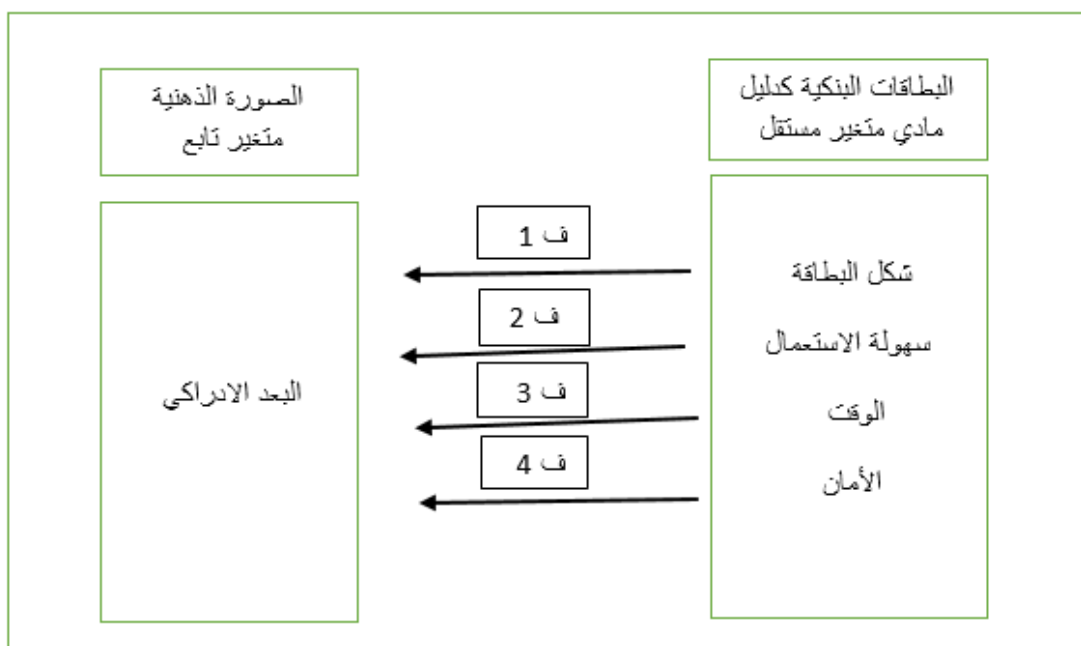 البطاقات البنكية كدليل
مادي متغير مستقل
الصورة الذهنية
متغير تابع
شكل البطاقة
سهولة الاستعمال
الوقت
الأمان
ف 1
ف 2
ف 3
ف 4
البعد الادراكي